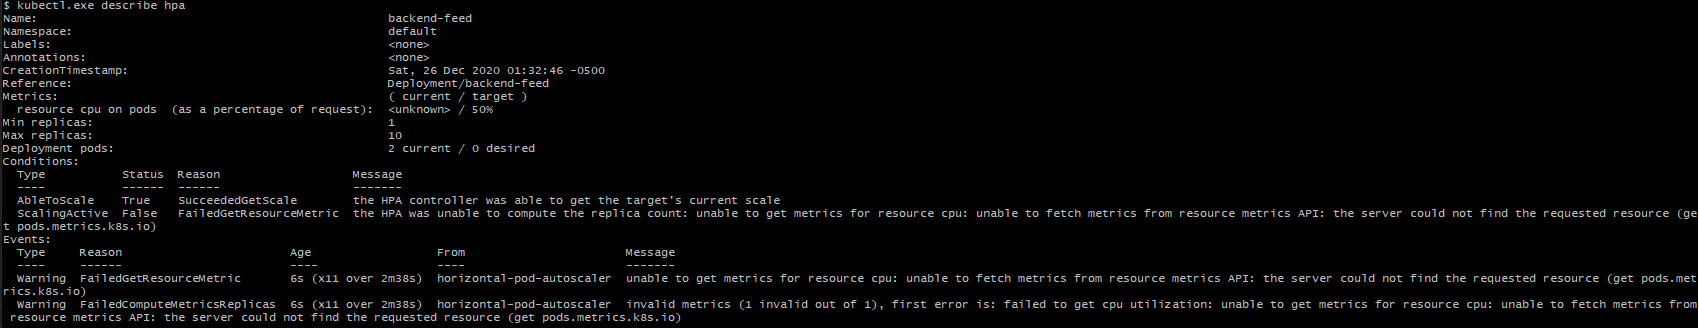 $ kubectl.exe describe hpa
Name:                                                  backend-feed
Namespace:                                             default
Labels:                                                <none>
Annotations:                                           <none>
CreationTimestamp:                                     Sat, 26 Dec 2020 01:32:46 -0500
Reference:                                             Deployment/backend-feed
Metrics:                                               ( current / target )
  resource cpu on pods  (as a percentage of request):  <unknown> / 50%
Min replicas:                                          1
Max replicas:                                          10
Deployment pods:                                       2 current / 0 desired
Conditions:
  Type           Status  Reason                   Message
  ----           ------  ------                   -------
  AbleToScale    True    SucceededGetScale        the HPA controller was able to get the target's current scale
  ScalingActive  False   FailedGetResourceMetric  the HPA was unable to compute the replica count: unable to get metrics for resource cpu: unable to fetch metrics from resource metrics API: the server could not find the requested resource (ge
t pods.metrics.k8s.io)
Events:
  Type     Reason                        Age                  From                       Message
  ----     ------                        ----                 ----                       -------
  Warning  FailedGetResourceMetric       6s (x11 over 2m38s)  horizontal-pod-autoscaler  unable to get metrics for resource cpu: unable to fetch metrics from resource metrics API: the server could not find the requested resource (get pods.met
rics.k8s.io)
  Warning  FailedComputeMetricsReplicas  6s (x11 over 2m38s)  horizontal-pod-autoscaler  invalid metrics (1 invalid out of 1), first error is: failed to get cpu utilization: unable to get metrics for resource cpu: unable to fetch metrics from
 resource metrics API: the server could not find the requested resource (get pods.metrics.k8s.io)